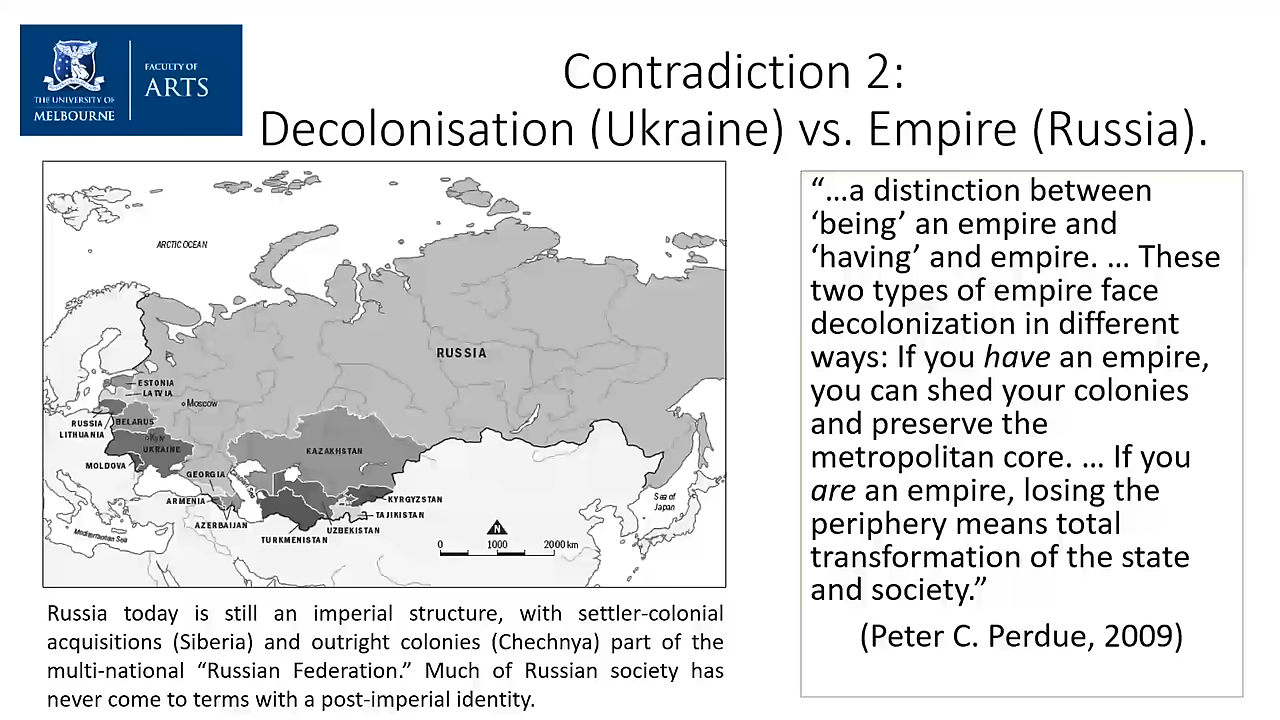 THE UNIVERSITY OF
MELBOURNE
FACULTY OF
ARTS
Contradiction 2:
Decolonisation (Ukraine) vs. Empire (Russia).
ARCTIC OCEAN
RUSSIA
ESTONIA
LATVIA
Moscow
RUSSIA
LITHUANIA
BELARUS
Kyiv
UKRAINE
MOLDOVA
KAZAKHSTAN
GEORGIA
ARMENIA
AZERBAIJAN
KYRGYZSTAN
TAJIKISTAN
UZBEKISTAN
TURKMENISTAN
Mediterranean Sea
Sea of
Japan
N
0 1000 2000 km
Russia today is still an imperial structure, with settler-colonial
acquisitions (Siberia) and outright colonies (Chechnya) part of the
multi-national “Russian Federation.” Much of Russian society has
never come to terms with a post-imperial identity.
“…a distinction between
‘being’ an empire and
‘having’ and empire. … These
two types of empire face
decolonization in different
ways: If you have an empire,
you can shed your colonies
and preserve the
metropolitan core. … If you
are an empire, losing the
periphery means total
transformation of the state
and society.”
(Peter C. Perdue, 2009)